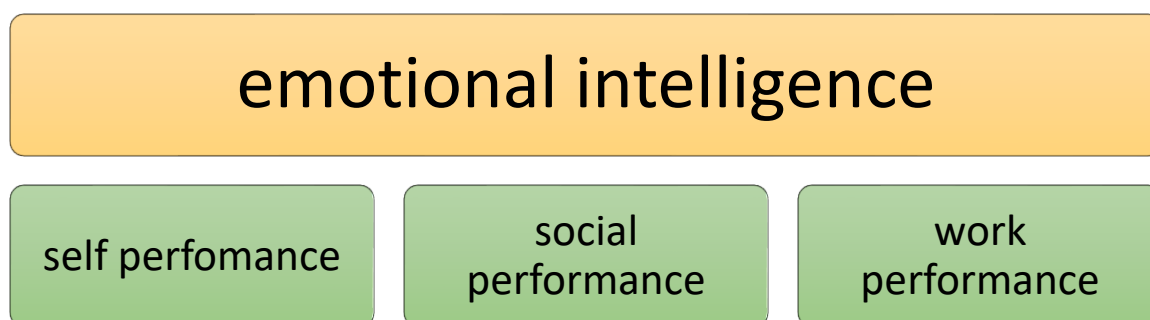 emotional intelligence
self perfomance
social
performance
work
performance